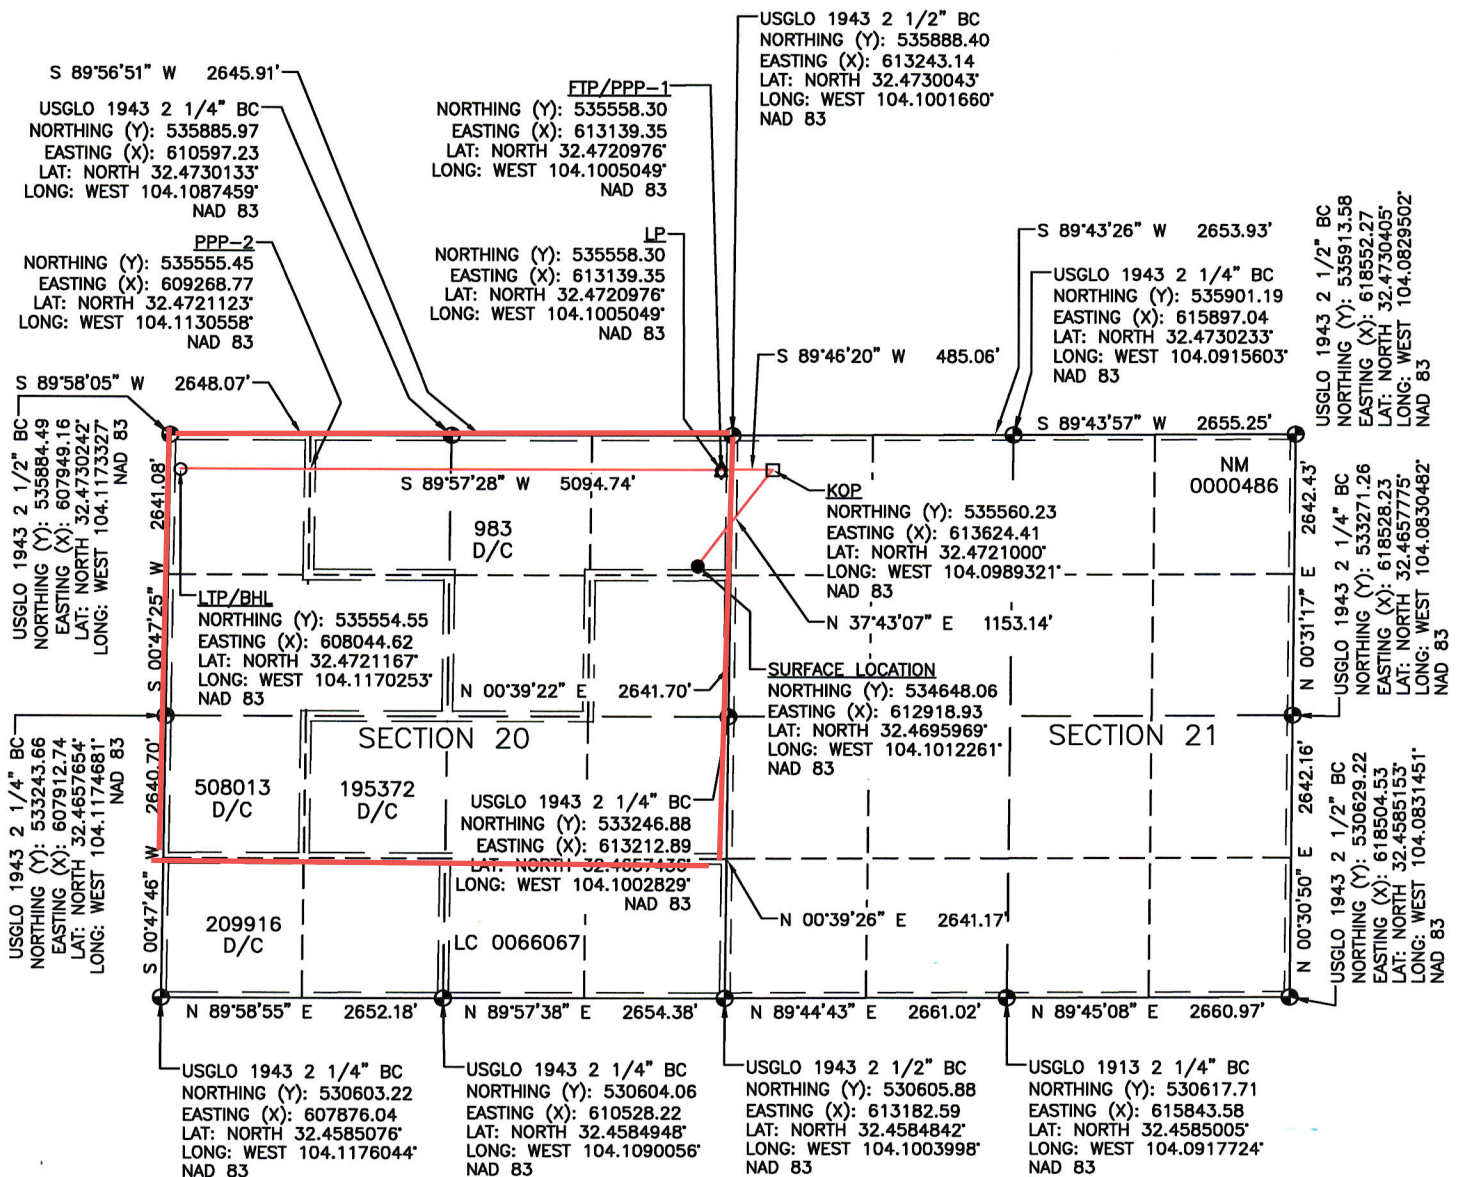 USGLO 1943 2 1/2" BC
NORTHING (Y): 535888.40
EASTING (X): 613243.14
LAT: NORTH 32.4730043°
LONG: WEST 104.1001660°
NAD 83
S 89°56'51" W 2645.91'
USGLO 1943 2 1/4" BC
NORTHING (Y): 535885.97
EASTING (X): 610597.23
LAT: NORTH 32.4730133°
LONG: WEST 104.1087459°
NAD 83
FTP/PPP-1
NORTHING (Y): 535558.30
EASTING (X): 613139.35
LAT: NORTH 32.4720976°
LONG: WEST 104.1005049°
NAD 83
PPP-2
NORTHING (Y): 535555.45
EASTING (X): 609268.77
LAT: NORTH 32.4721123°
LONG: WEST 104.1130558°
NAD 83
LP
NORTHING (Y): 535558.30
EASTING (X): 613139.35
LAT: NORTH 32.4720976°
LONG: WEST 104.1005049°
NAD 83
S 89°43'26" W 2653.93'
USGLO 1943 2 1/4" BC
NORTHING (Y): 535901.19
EASTING (X): 615897.04
LAT: NORTH 32.4730233°
LONG: WEST 104.0915603°
NAD 83
USGLO 1943 2 1/2" BC
NORTHING (Y): 535913.58
EASTING (X): 618552.27
LAT: NORTH 32.4730405°
LONG: WEST 104.0829502°
NAD 83
S 89°46'20" W 485.06'
S 89°58'05" W 2648.07'
S 89°43'57" W 2655.25'
USGLO 1943 2 1/2" BC
NORTHING (Y): 535884.49
EASTING (X): 607949.16
LAT: NORTH 32.4730242°
LONG: WEST 104.1173327°
NAD 83
S 00°47'25" W 2641.08'
S 89°57'28" W 5094.74'
983
D/C
NM
0000486
KOP
NORTHING (Y): 535560.23
EASTING (X): 613624.41
LAT: NORTH 32.4721000°
LONG: WEST 104.0989321°
NAD 83
N 00°31'17" E 2642.43'
USGLO 1943 2 1/4" BC
NORTHING (Y): 533271.26
EASTING (X): 618528.23
LAT: NORTH 32.4657775°
LONG: WEST 104.0830482°
NAD 83
LTP/BHL
NORTHING (Y): 535554.55
EASTING (X): 608044.62
LAT: NORTH 32.4721167°
LONG: WEST 104.1170253°
NAD 83
N 37°43'07" E 1153.14'
N 00°39'22" E 2641.70'
SURFACE LOCATION
NORTHING (Y): 534648.06
EASTING (X): 612918.93
LAT: NORTH 32.4695969°
LONG: WEST 104.1012261°
NAD 83
SECTION 20
SECTION 21
USGLO 1943 2 1/4" BC
NORTHING (Y): 533243.66
EASTING (X): 607912.74
LAT: NORTH 32.4657654°
LONG: WEST 104.1174681°
NAD 83
S 00°47'46" W 2640.70'
508013
D/C
195372
D/C
USGLO 1943 2 1/4" BC
NORTHING (Y): 533246.88
EASTING (X): 613212.89
LAT: NORTH 32.4657436°
LONG: WEST 104.1002829°
NAD 83
N 00°30'50" E 2642.16'
USGLO 1943 2 1/2" BC
NORTHING (Y): 530629.22
EASTING (X): 618504.53
LAT: NORTH 32.4585153°
LONG: WEST 104.0831451°
NAD 83
209916
D/C
LC 0066067
N 00°39'26" E 2641.17'
N 89°58'55" E 2652.18'
N 89°57'38" E 2654.38'
N 89°44'43" E 2661.02'
N 89°45'08" E 2660.97'
USGLO 1943 2 1/4" BC
NORTHING (Y): 530603.22
EASTING (X): 607876.04
LAT: NORTH 32.4585076°
LONG: WEST 104.1176044°
NAD 83
USGLO 1943 2 1/4" BC
NORTHING (Y): 530604.06
EASTING (X): 610528.22
LAT: NORTH 32.4584948°
LONG: WEST 104.1090056°
NAD 83
USGLO 1943 2 1/2" BC
NORTHING (Y): 530605.88
EASTING (X): 613182.59
LAT: NORTH 32.4584842°
LONG: WEST 104.1003998°
NAD 83
USGLO 1913 2 1/4" BC
NORTHING (Y): 530617.71
EASTING (X): 615843.58
LAT: NORTH 32.4585005°
LONG: WEST 104.0917724°
NAD 83